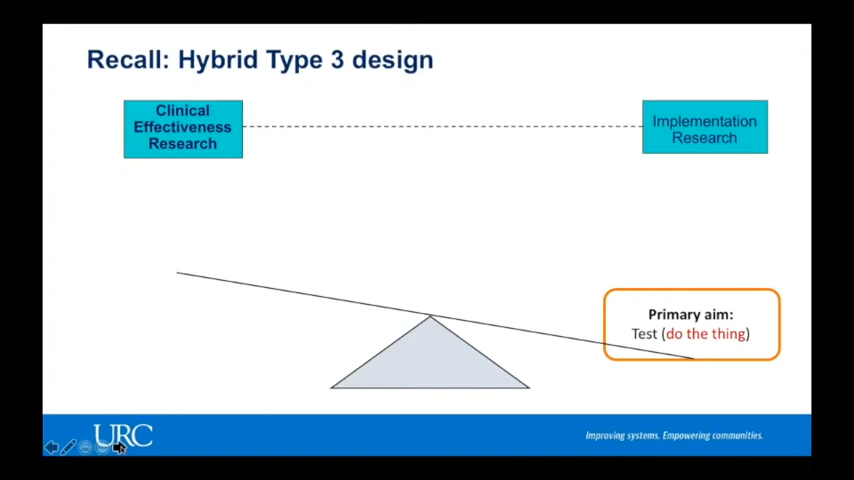 Recall: Hybrid Type 3 design
Clinical
Effectiveness
Research
Implementation
Research
Primary aim:
Test (do the thing)
URC
Improving systems. Empowering communities.